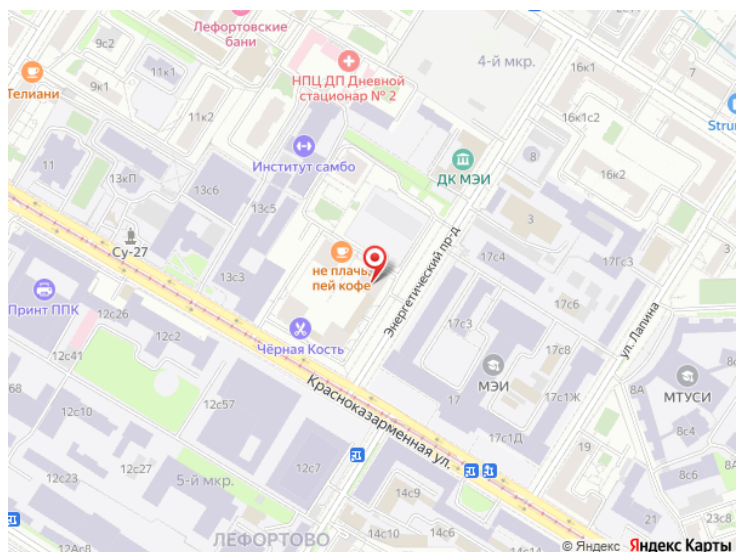 Лефортовские
бани
9с2
11к1
НПЦ ДП Дневной
стационар № 2
4-й мкр.
16к1
Телиани
9к1
11к2
16к1с2
Stru
Институт самбо
ДК МЭИ
8
11
13кП
13с6
16к2
13с5
3
Су-27
17с4
17Гс3
3
13с3
не плачь,
пей кофе
Энергетический пр-д
Принт ППК
17с6
12с26
Чёрная Кость
17с3
ул. Лапина
12с41
17с8
68
МЭИ
МТУСИ
8А
8А
12с10
12с57
Красноказарменная ул.
17
17с1Ж
8с4
17с1Д
19
12с27
12с7
5-й мкр.
12с23
8с6
14с9
21
23с8
ЛЕФОРТОВО
14с10
14с6
12Ас8
© Яндекс Яндекс Карты